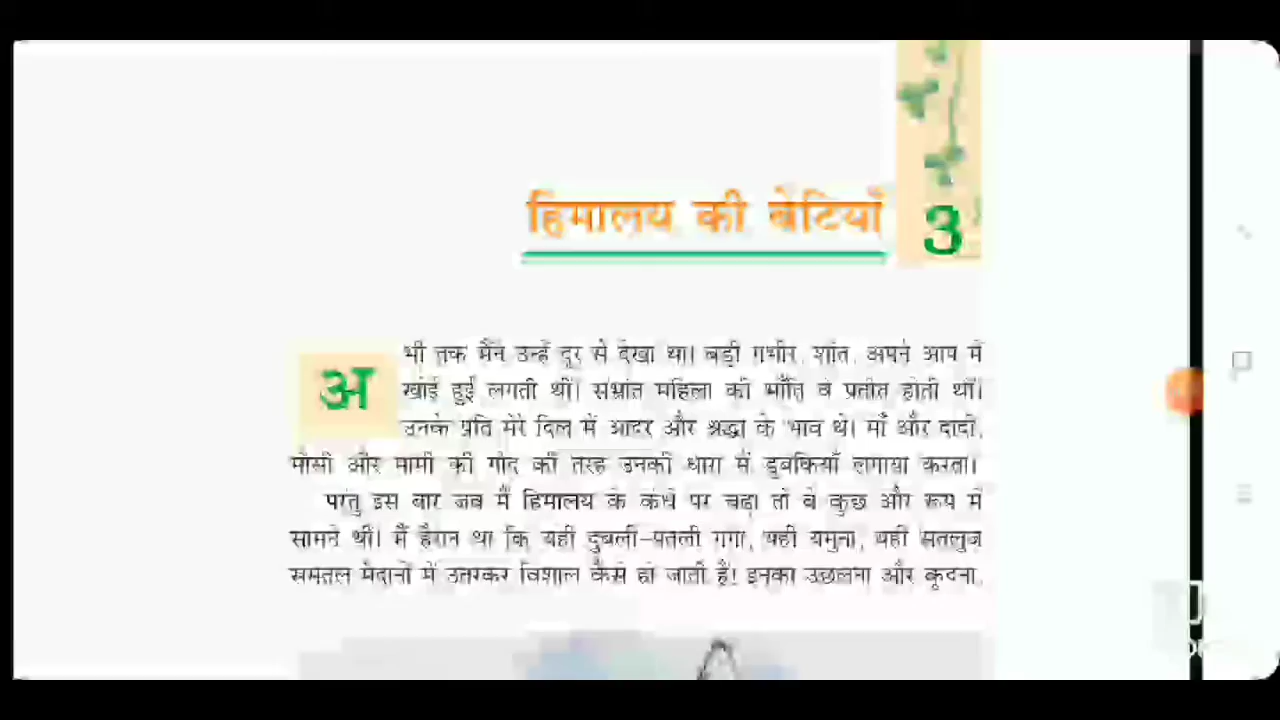 हिमालय की बेटियाँ
3
अभी तक मैंने उन्हें दूर से देखा था। बड़ी गंभीर, शांत, अपने आप में
खोई हुई लगती थीं। संभ्रांत महिला की भाँति वे प्रतीत होती थीं।
उनके प्रति मेरे दिल में आदर और श्रद्धा के भाव थे। माँ और दादी,
मौसी और मामी की गोद की तरह उनकी धारा में डुबकियाँ लगाया करता।
परंतु इस बार जब मैं हिमालय के कंधे पर चढ़ा तो वे कुछ और रूप में
सामने थीं। मैं हैरान था कि यही दुबली-पतली गंगा, यही यमुना, यही सतलुज
समतल मैदानों में उतरकर विशाल कैसे हो जाती हैं! इनका उछलना और कूदना,